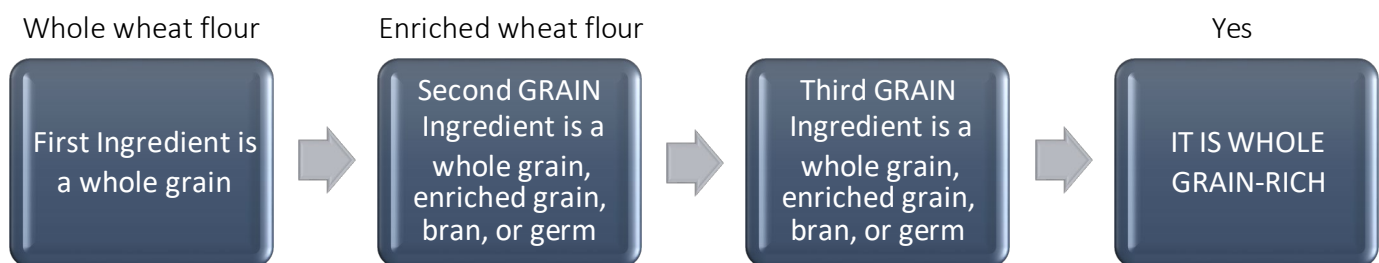 Whole wheat flour
Enriched wheat flour
Yes
First Ingredient is
a whole grain
Second GRAIN
Ingredient is a
whole grain,
enriched grain,
bran, or germ
Third GRAIN
Ingredient is a
whole grain,
enriched grain,
bran, or germ
IT IS WHOLE
GRAIN-RICH